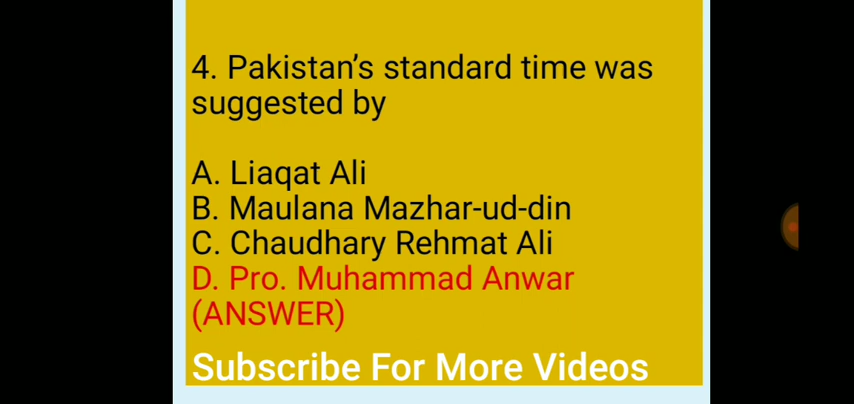 4. Pakistan’s standard time was
suggested by
A. Liaqat Ali
B. Maulana Mazhar-ud-din
C. Chaudhary Rehmat Ali
D. Pro. Muhammad Anwar
(ANSWER)
Subscribe For More Videos